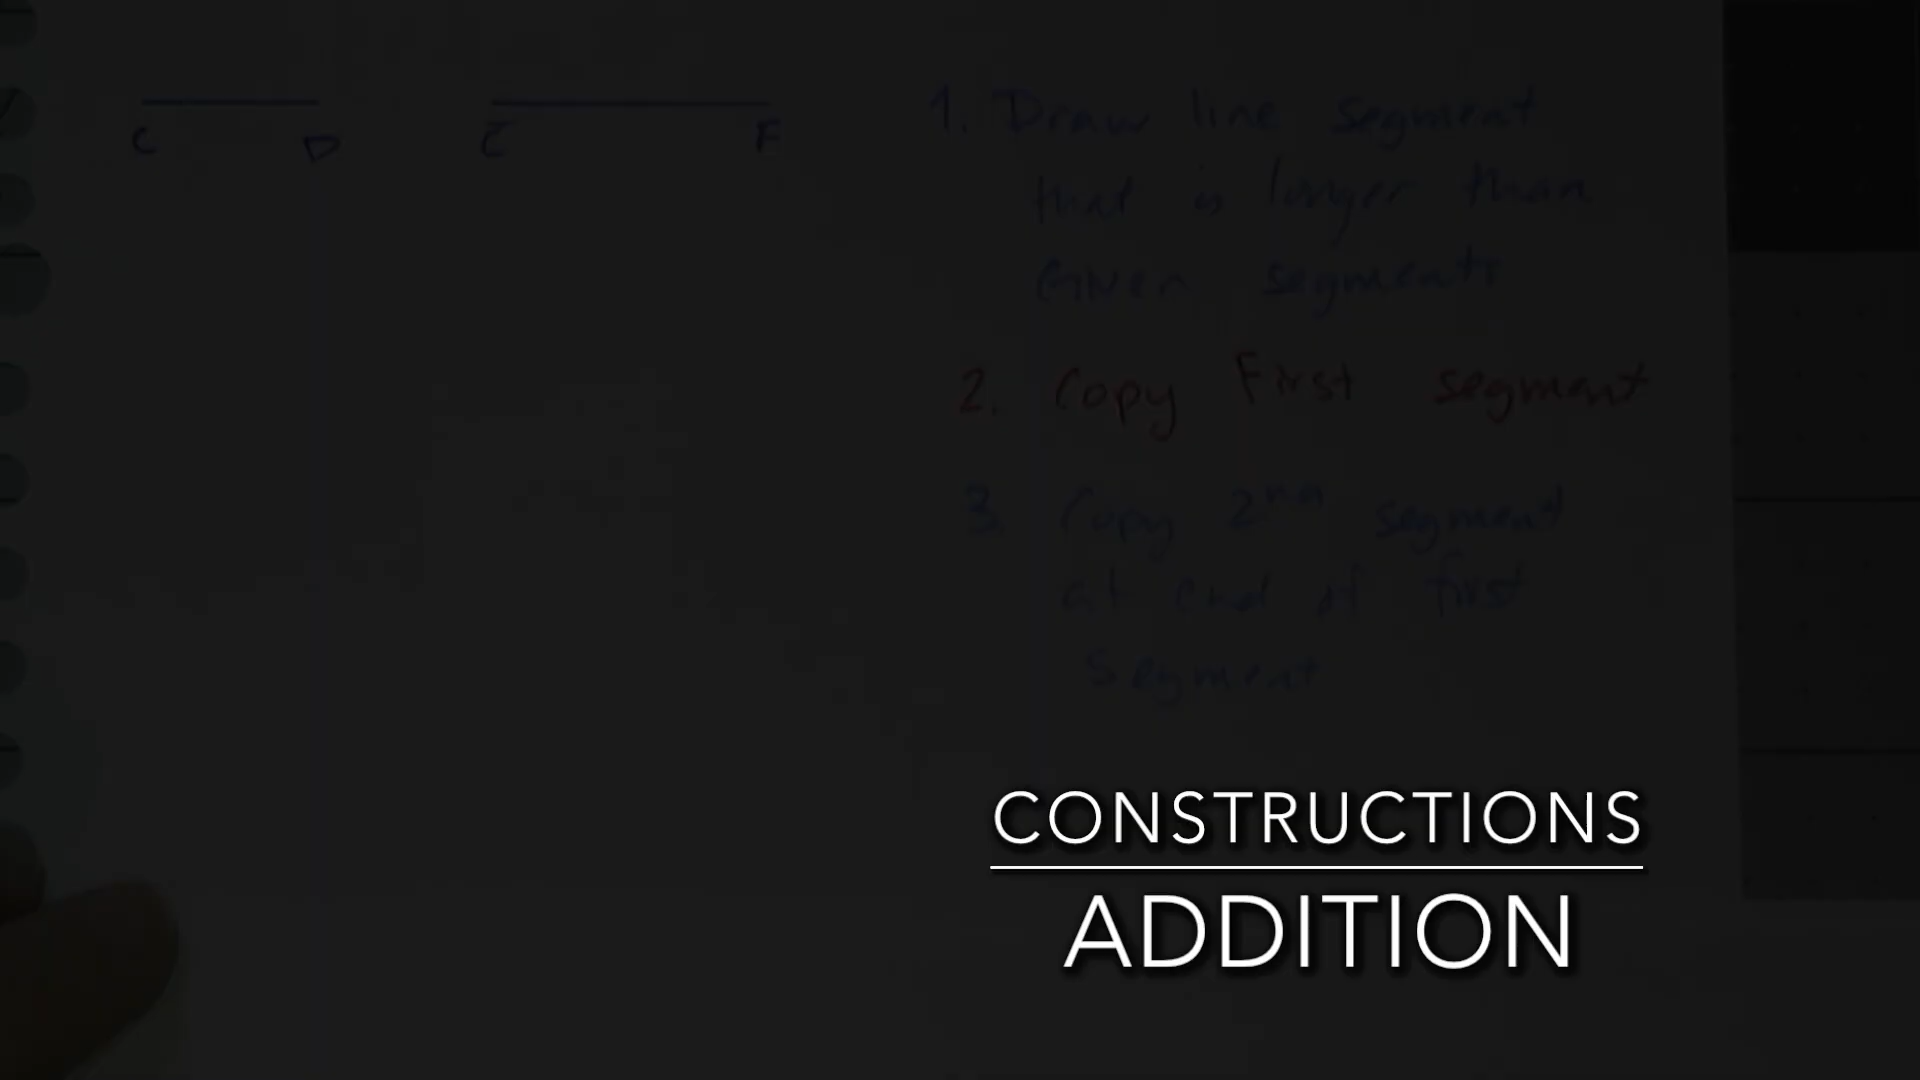 C D E F
1. Draw line segment
that is longer than
Given segments
2. Copy First segment
3. Copy 2nd segment
at end of first
segment
CONSTRUCTIONS
ADDITION